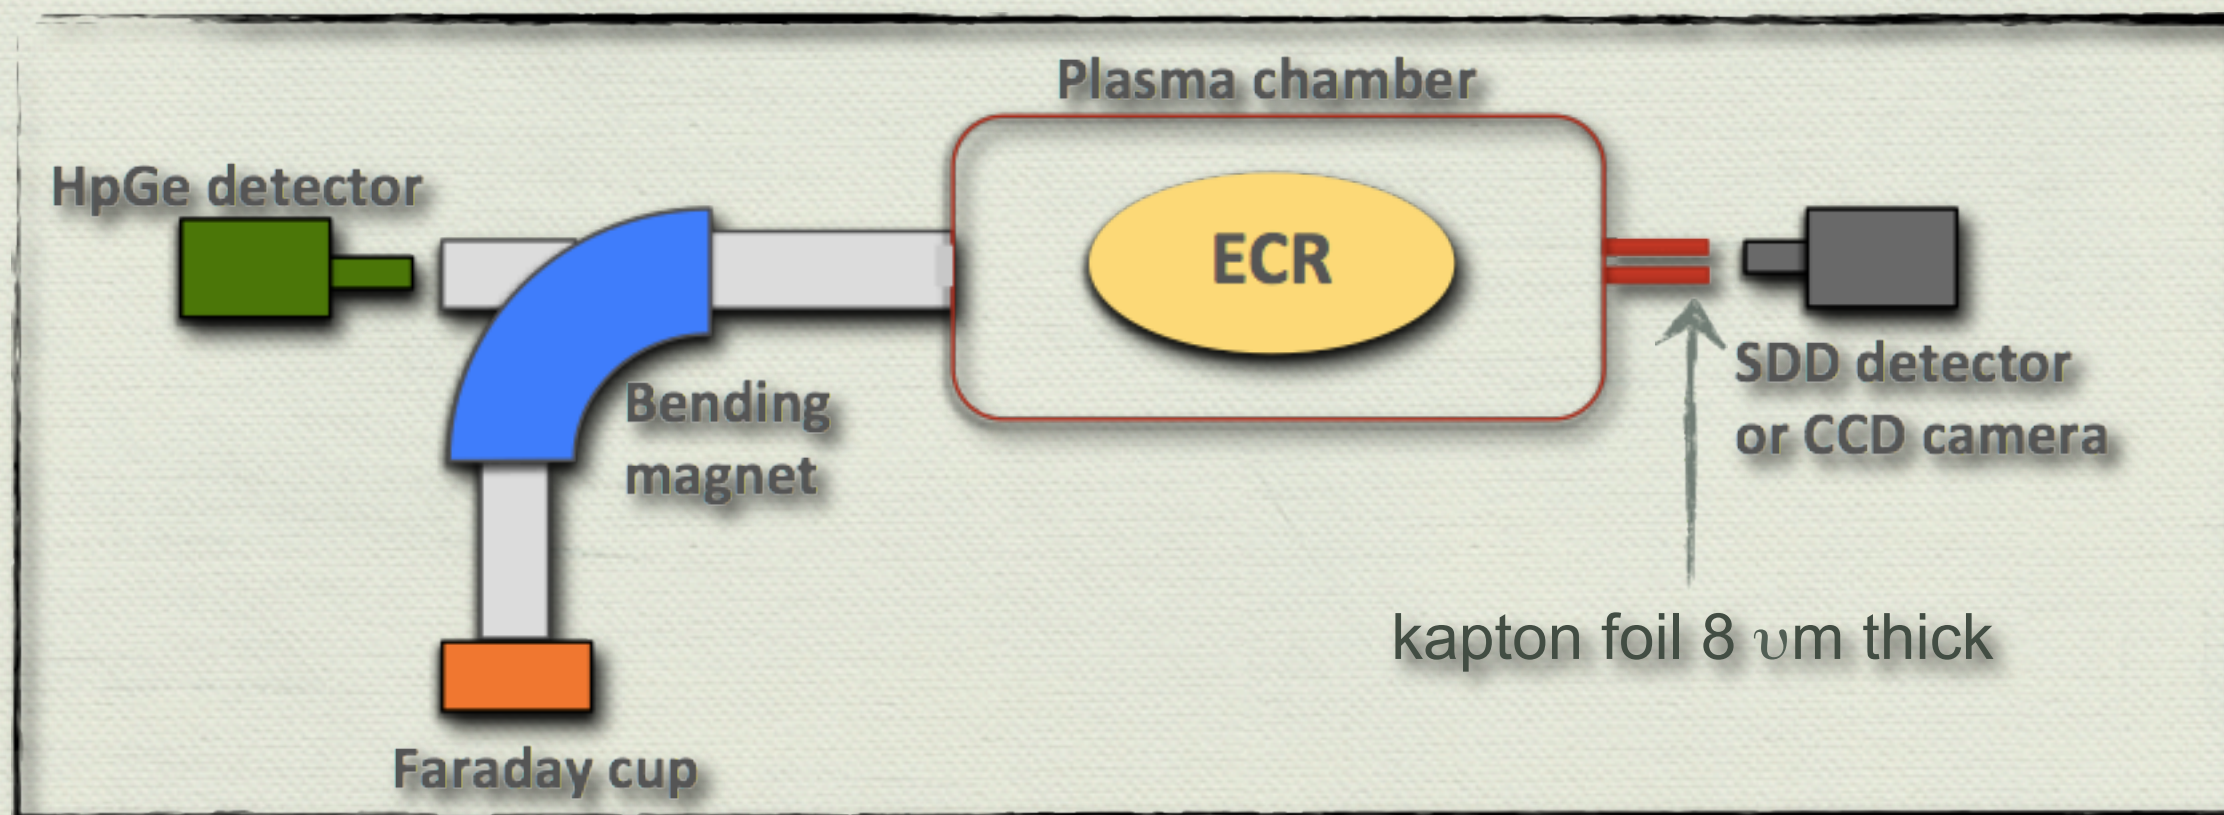 Plasma chamber
HpGe detector
ECR
SDD detector
or CCD camera
Bending
magnet
kapton foil 8 υm thick
Faraday cup